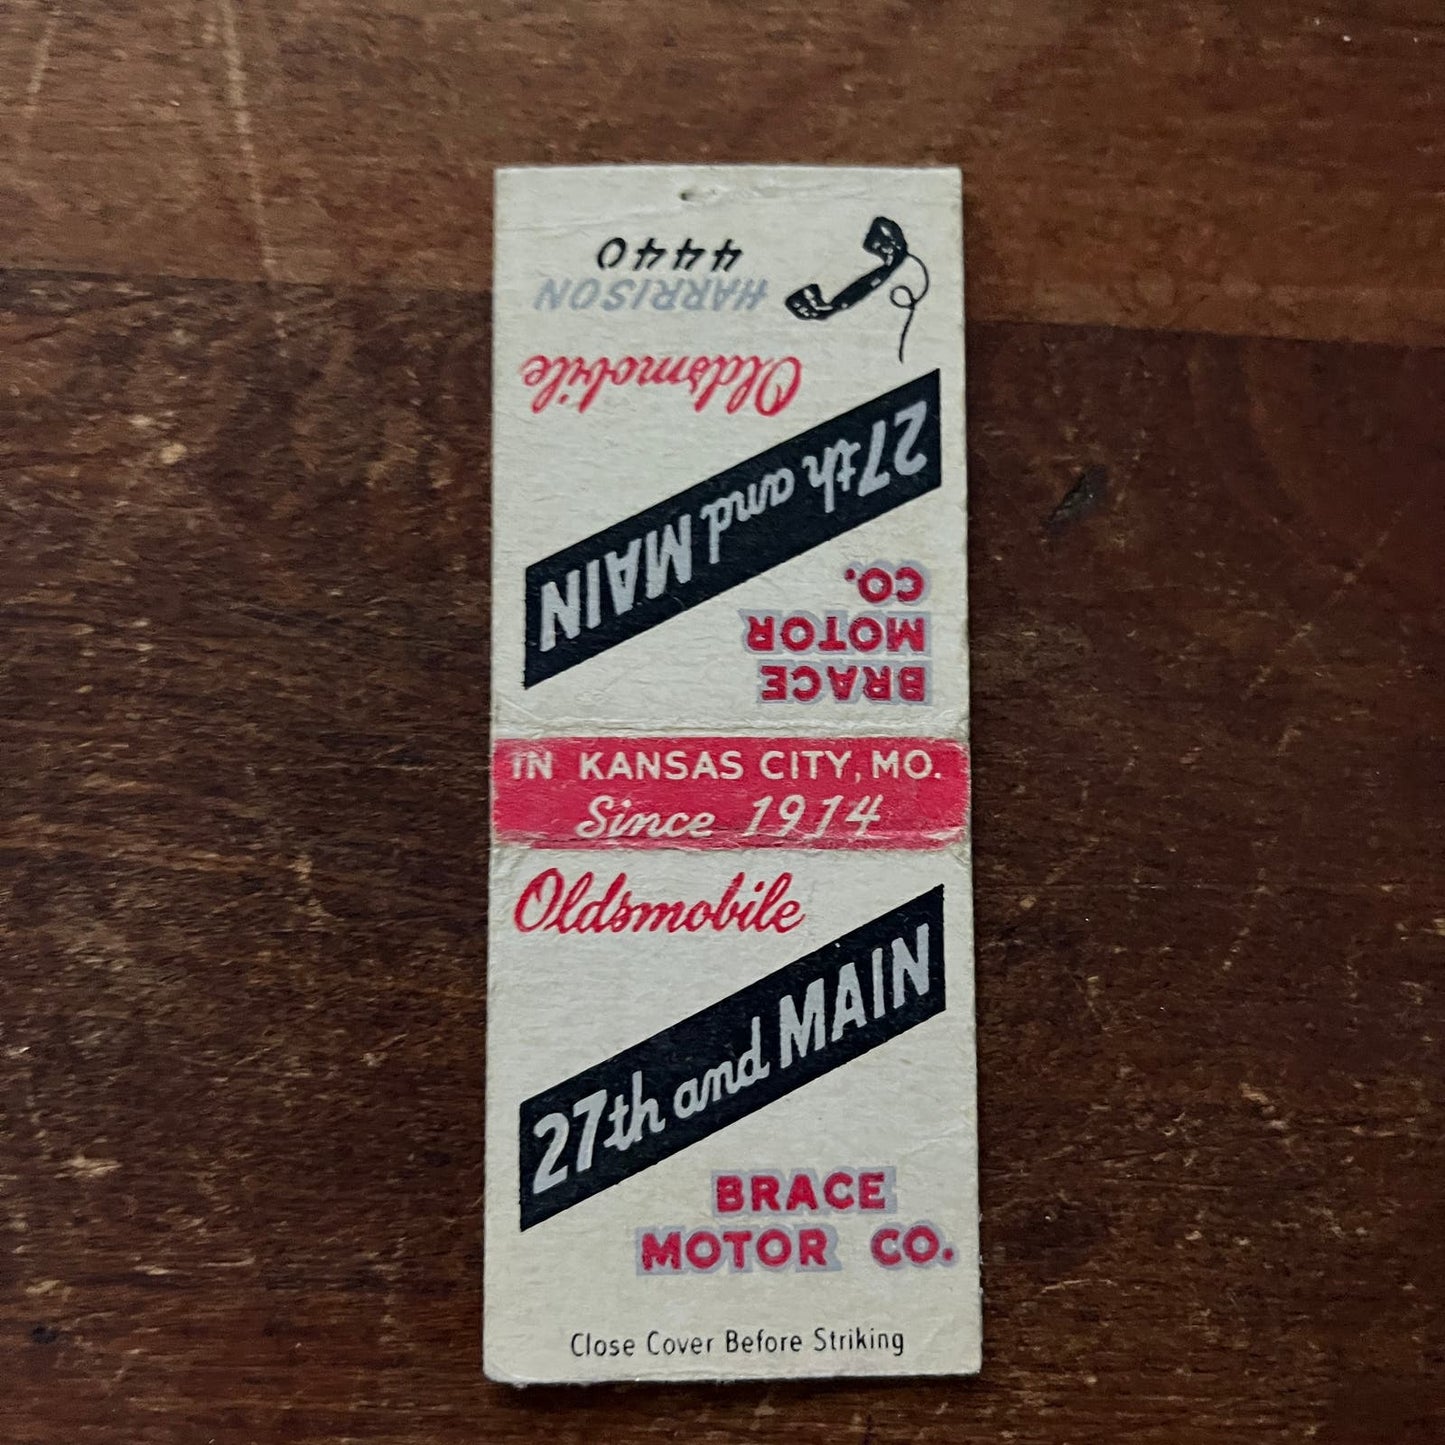 HARRISON
4440
Oldsmobile
27th and MAIN
BRACE
MOTOR
CO.
IN KANSAS CITY, MO.
Since 1914
Oldsmobile
27th and MAIN
BRACE
MOTOR CO.
Close Cover Before Striking